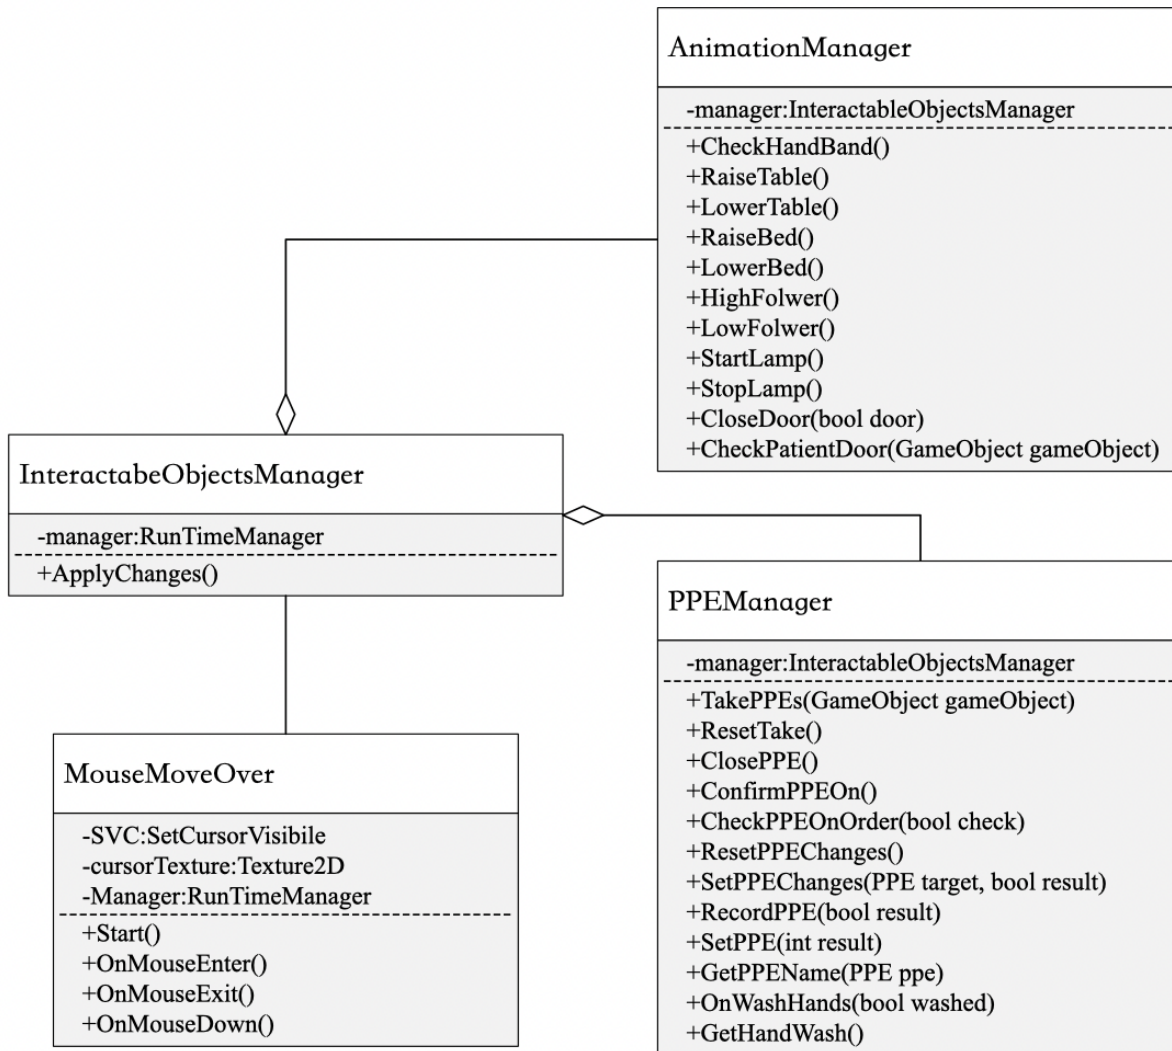 AnimationManager
-manager:InteractableObjectsManager
+CheckHandBand()
+RaiseTable()
+LowerTable()
+RaiseBed()
+LowerBed()
+HighFolwer()
+LowFolwer()
+StartLamp()
+StopLamp()
+CloseDoor(bool door)
+CheckPatientDoor(GameObject gameObject)
InteractabeObjectsManager
-manager:RunTimeManager
+ApplyChanges()
PPEManager
-manager:InteractableObjectsManager
+TakePPEs(GameObject gameObject)
+ResetTake()
+ClosePPE()
+ConfirmPPEOn()
+CheckPPEOnOrder(bool check)
+ResetPPEChanges()
+SetPPEChanges(PPE target, bool result)
+RecordPPE(bool result)
+SetPPE(int result)
+GetPPEName(PPE ppe)
+OnWashHands(bool washed)
+GetHandWash()
MouseMoveOver
-SVC:SetCursorVisibile
-cursorTexture:Texture2D
-Manager:RunTimeManager
+Start()
+OnMouseEnter()
+OnMouseExit()
+OnMouseDown()